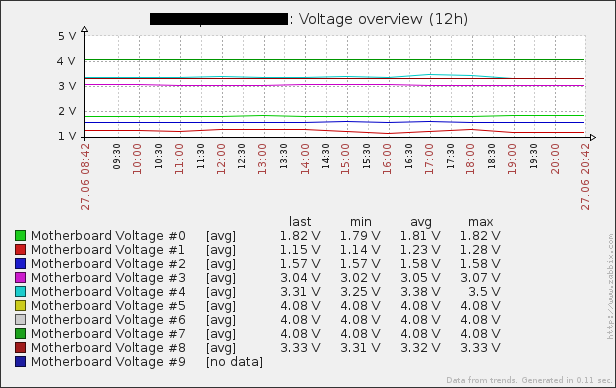 : Voltage overview (12h)
5 V
4 V
3 V
2 V
1 V
27.06 08:42
09:30
10:00
10:30
11:00
11:30
12:00
12:30
13:00
13:30
14:00
14:30
15:00
15:30
16:00
16:30
17:00
17:30
18:00
18:30
19:00
19:30
20:00
27.06 20:42
last min avg max
Motherboard Voltage #0 [avg] 1.82 V 1.79 V 1.81 V 1.82 V
Motherboard Voltage #1 [avg] 1.15 V 1.14 V 1.23 V 1.28 V
Motherboard Voltage #2 [avg] 1.57 V 1.57 V 1.58 V 1.58 V
Motherboard Voltage #3 [avg] 3.04 V 3.02 V 3.05 V 3.07 V
Motherboard Voltage #4 [avg] 3.31 V 3.25 V 3.38 V 3.5 V
Motherboard Voltage #5 [avg] 4.08 V 4.08 V 4.08 V 4.08 V
Motherboard Voltage #6 [avg] 4.08 V 4.08 V 4.08 V 4.08 V
Motherboard Voltage #7 [avg] 4.08 V 4.08 V 4.08 V 4.08 V
Motherboard Voltage #8 [avg] 3.33 V 3.31 V 3.32 V 3.33 V
Motherboard Voltage #9 [no data]
http://www.zabbix.com
Data from trends. Generated in 0.11 sec